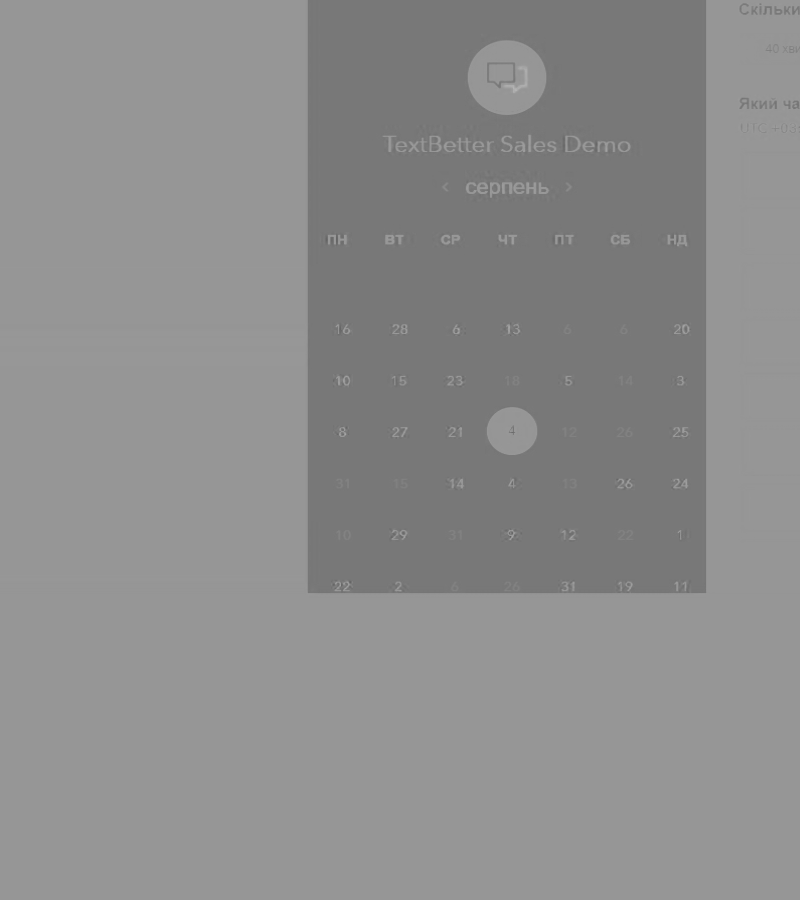 Скільки
40 хви
Який ча
UTC +03:
TextBetter Sales Demo
‹ серпень ›
ПН ВТ СР ЧТ ПТ СБ НД
16 28 6 13 6 6 20
10 15 23 18 5 14 3
8 27 21 4 12 26 25
31 15 14 4 13 26 24
10 29 31 9 12 22 1
22 2 6 26 31 19 11